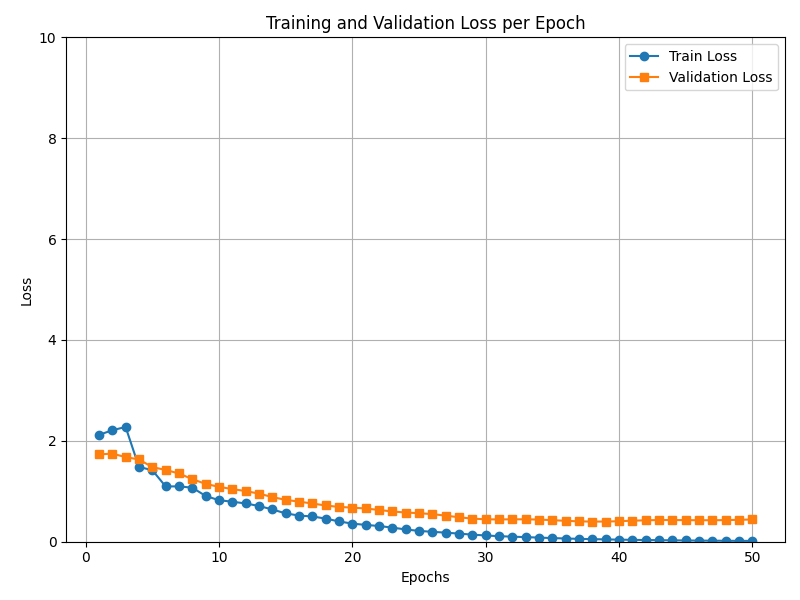 Training and Validation Loss per Epoch
Train Loss
Validation Loss
10
8
6
4
2
0
Loss
0 10 20 30 40 50
Epochs